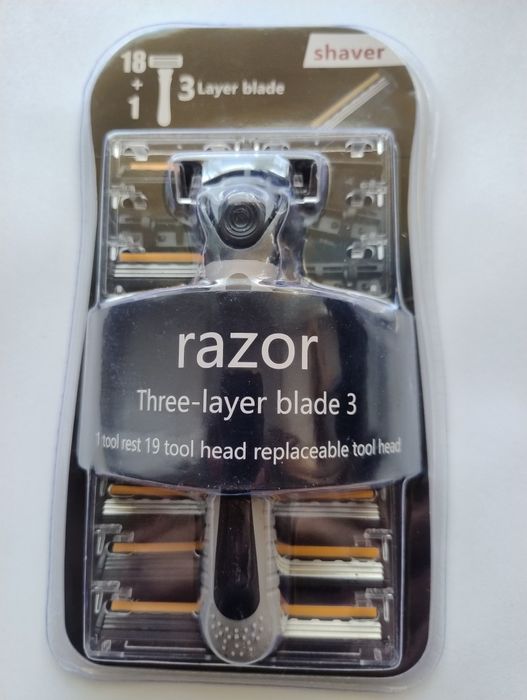 shaver
18
+
1
3 Layer blade
razor
Three-layer blade 3
1 tool rest 19 tool head replaceable tool head